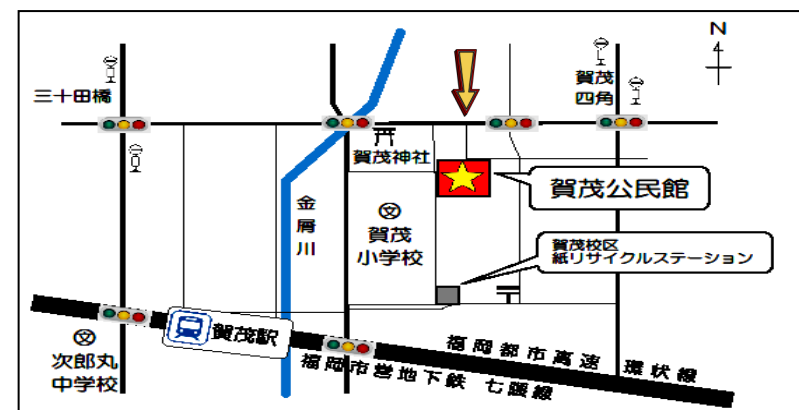 N
三十田橋
賀茂
四角
賀茂神社
賀茂公民館
金
屑
川
文
賀茂
小学校
賀茂校区
紙リサイクルステーション
賀茂駅
文
次郎丸
中学校
福岡都市高速 環状線
福岡市営地下鉄 七隈線